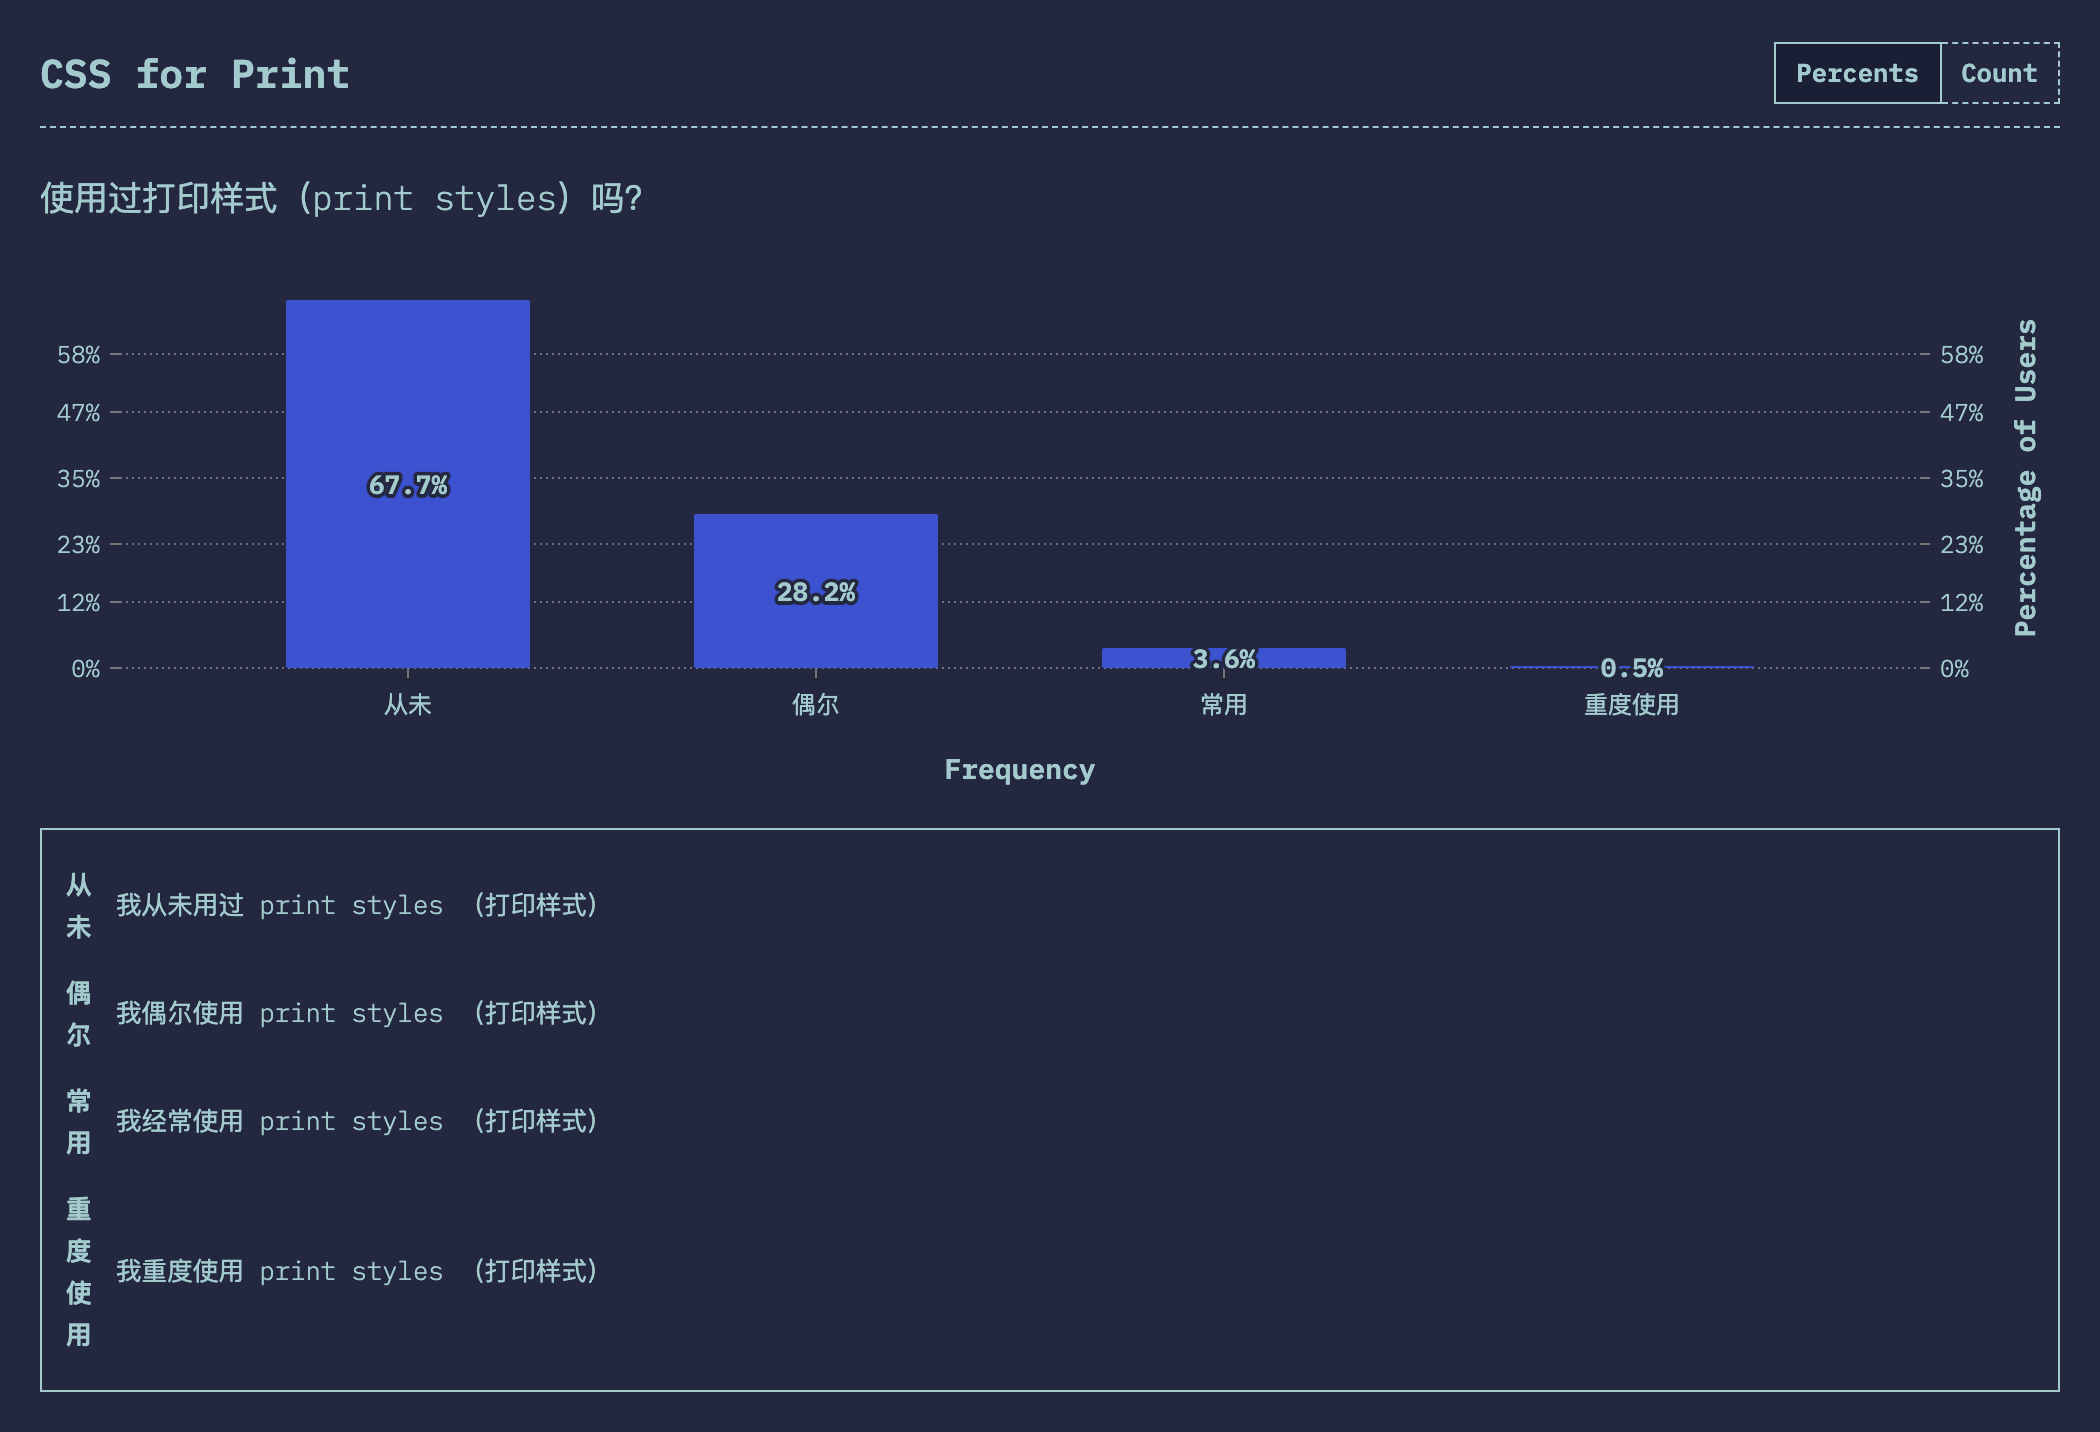 CSS for Print
Percents
Count
使用过打印样式（print styles）吗？
58%
47%
35%
23%
12%
0%
67.7%
28.2%
3.6%
0.5%
58%
47%
35%
23%
12%
0%
Percentage of Users
从未
偶尔
常用
重度使用
Frequency
从未
我从未用过 print styles （打印样式）
偶尔
我偶尔使用 print styles （打印样式）
常用
我经常使用 print styles （打印样式）
重度使用
我重度使用 print styles （打印样式）